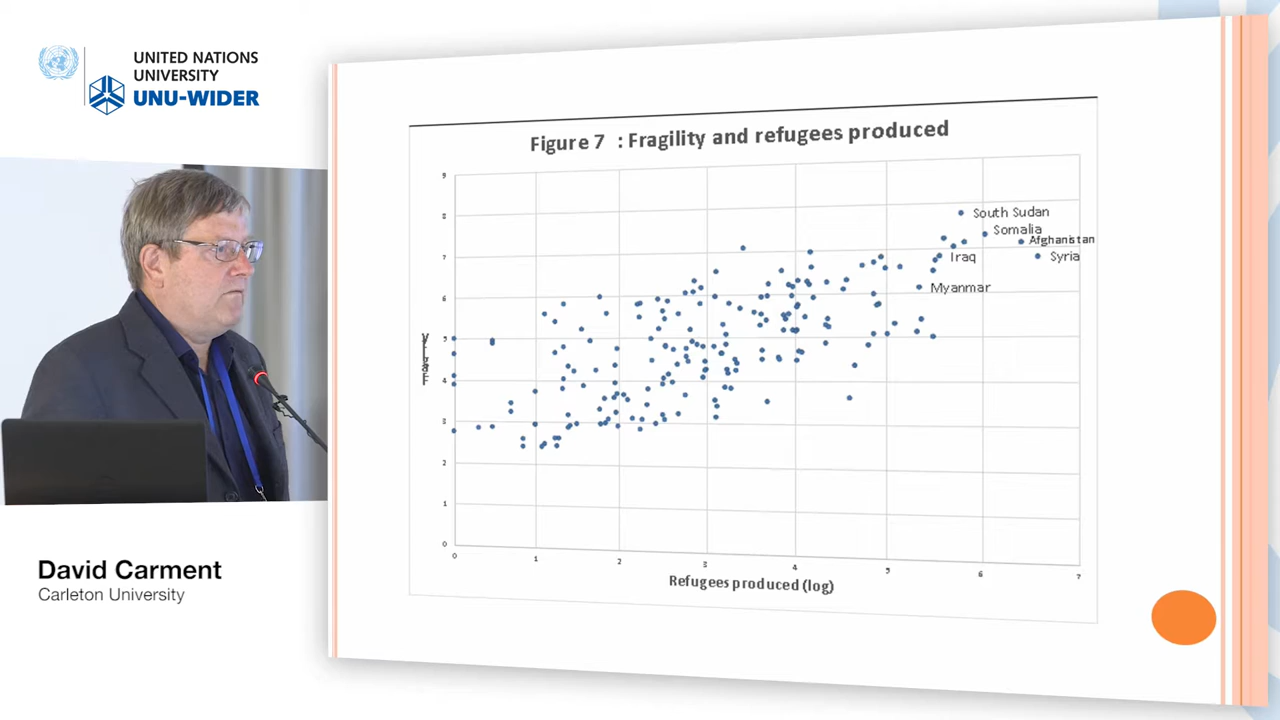 UNITED NATIONS
UNIVERSITY
UNU-WIDER
Figure 7 : Fragility and refugees produced
9
8
7
6
5
4
3
2
1
0
South Sudan
Somalia
Afghanistan
Iraq
Syria
Myanmar
0 1 2 3 4 5 6 7
Refugees produced (log)
David Carment
Carleton University